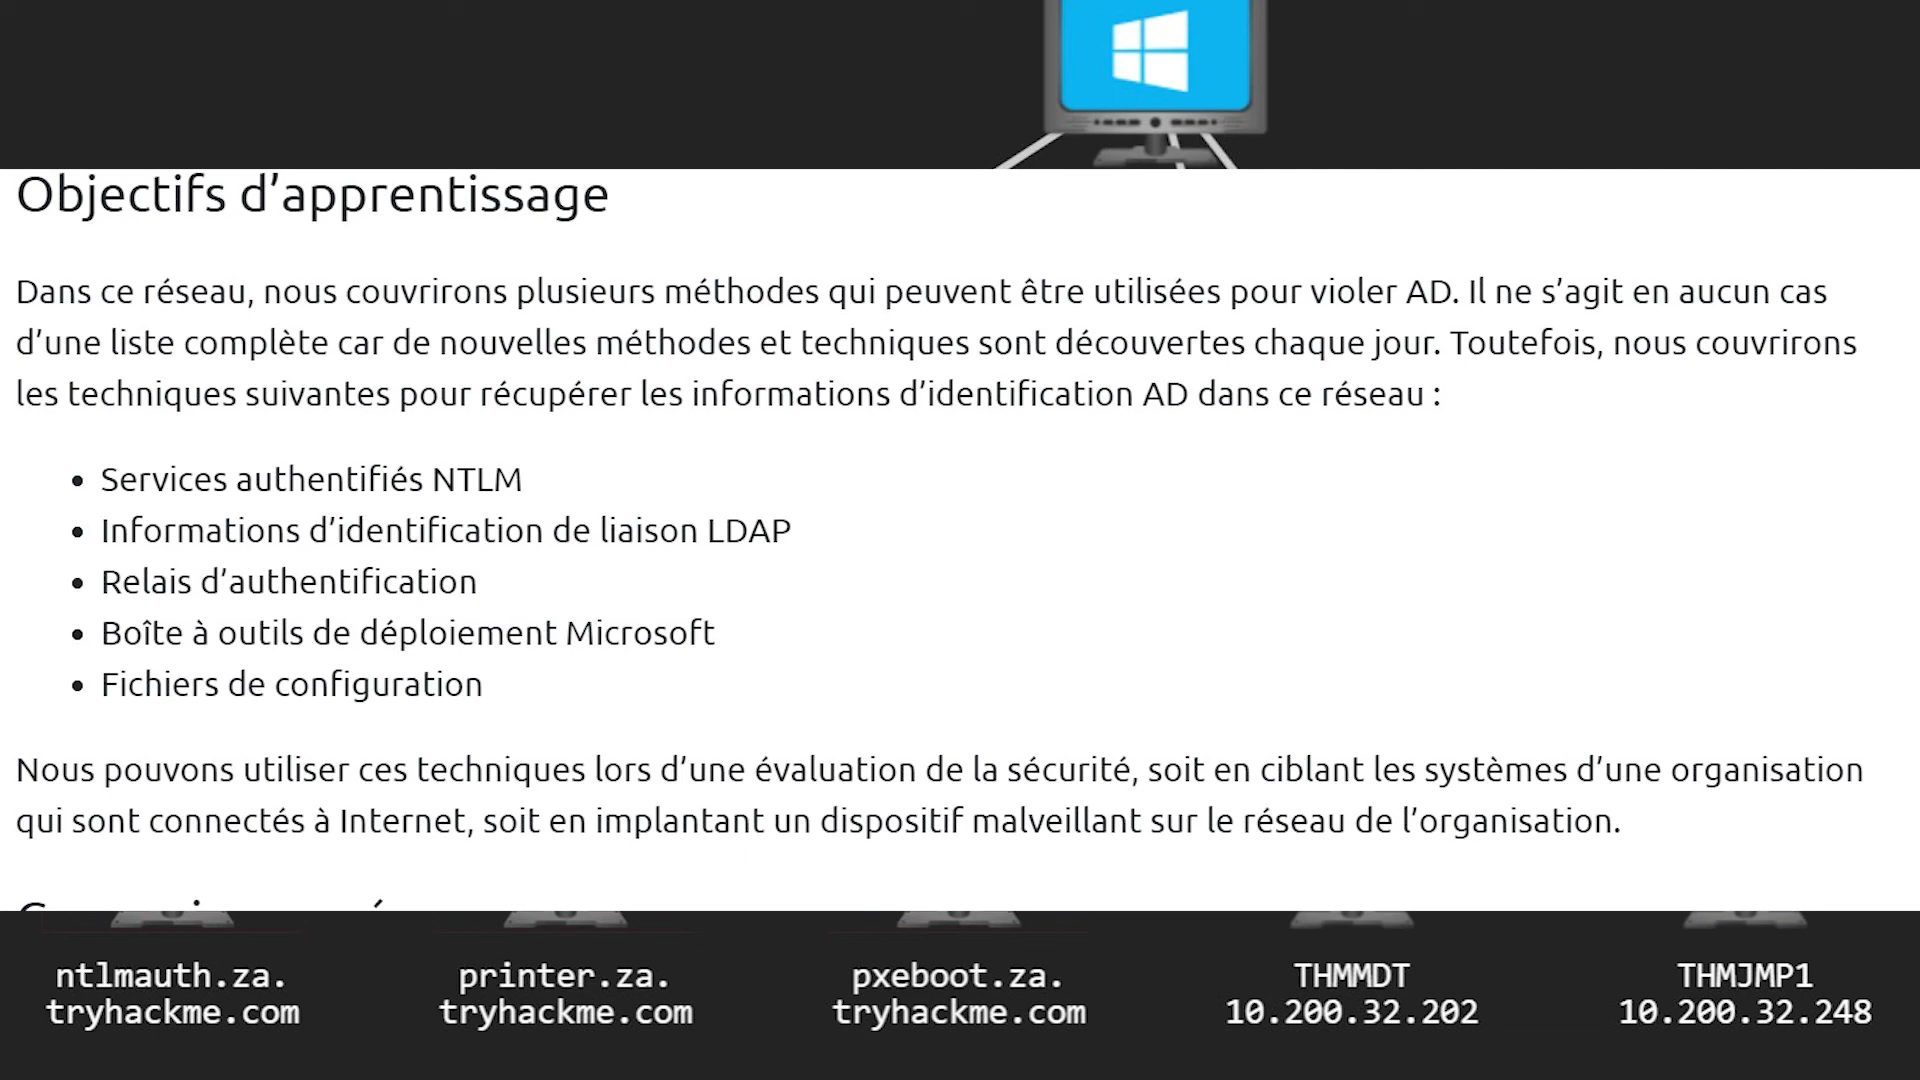 Objectifs d’apprentissage
Dans ce réseau, nous couvrirons plusieurs méthodes qui peuvent être utilisées pour violer AD. Il ne s’agit en aucun cas
d’une liste complète car de nouvelles méthodes et techniques sont découvertes chaque jour. Toutefois, nous couvrirons
les techniques suivantes pour récupérer les informations d’identification AD dans ce réseau :
• Services authentifiés NTLM
• Informations d’identification de liaison LDAP
• Relais d’authentification
• Boîte à outils de déploiement Microsoft
• Fichiers de configuration
Nous pouvons utiliser ces techniques lors d’une évaluation de la sécurité, soit en ciblant les systèmes d’une organisation
qui sont connectés à Internet, soit en implantant un dispositif malveillant sur le réseau de l’organisation.
ntlmauth.za.
tryhackme.com
printer.za.
tryhackme.com
pxeboot.za.
tryhackme.com
THMMDT
10.200.32.202
THMJMP1
10.200.32.248